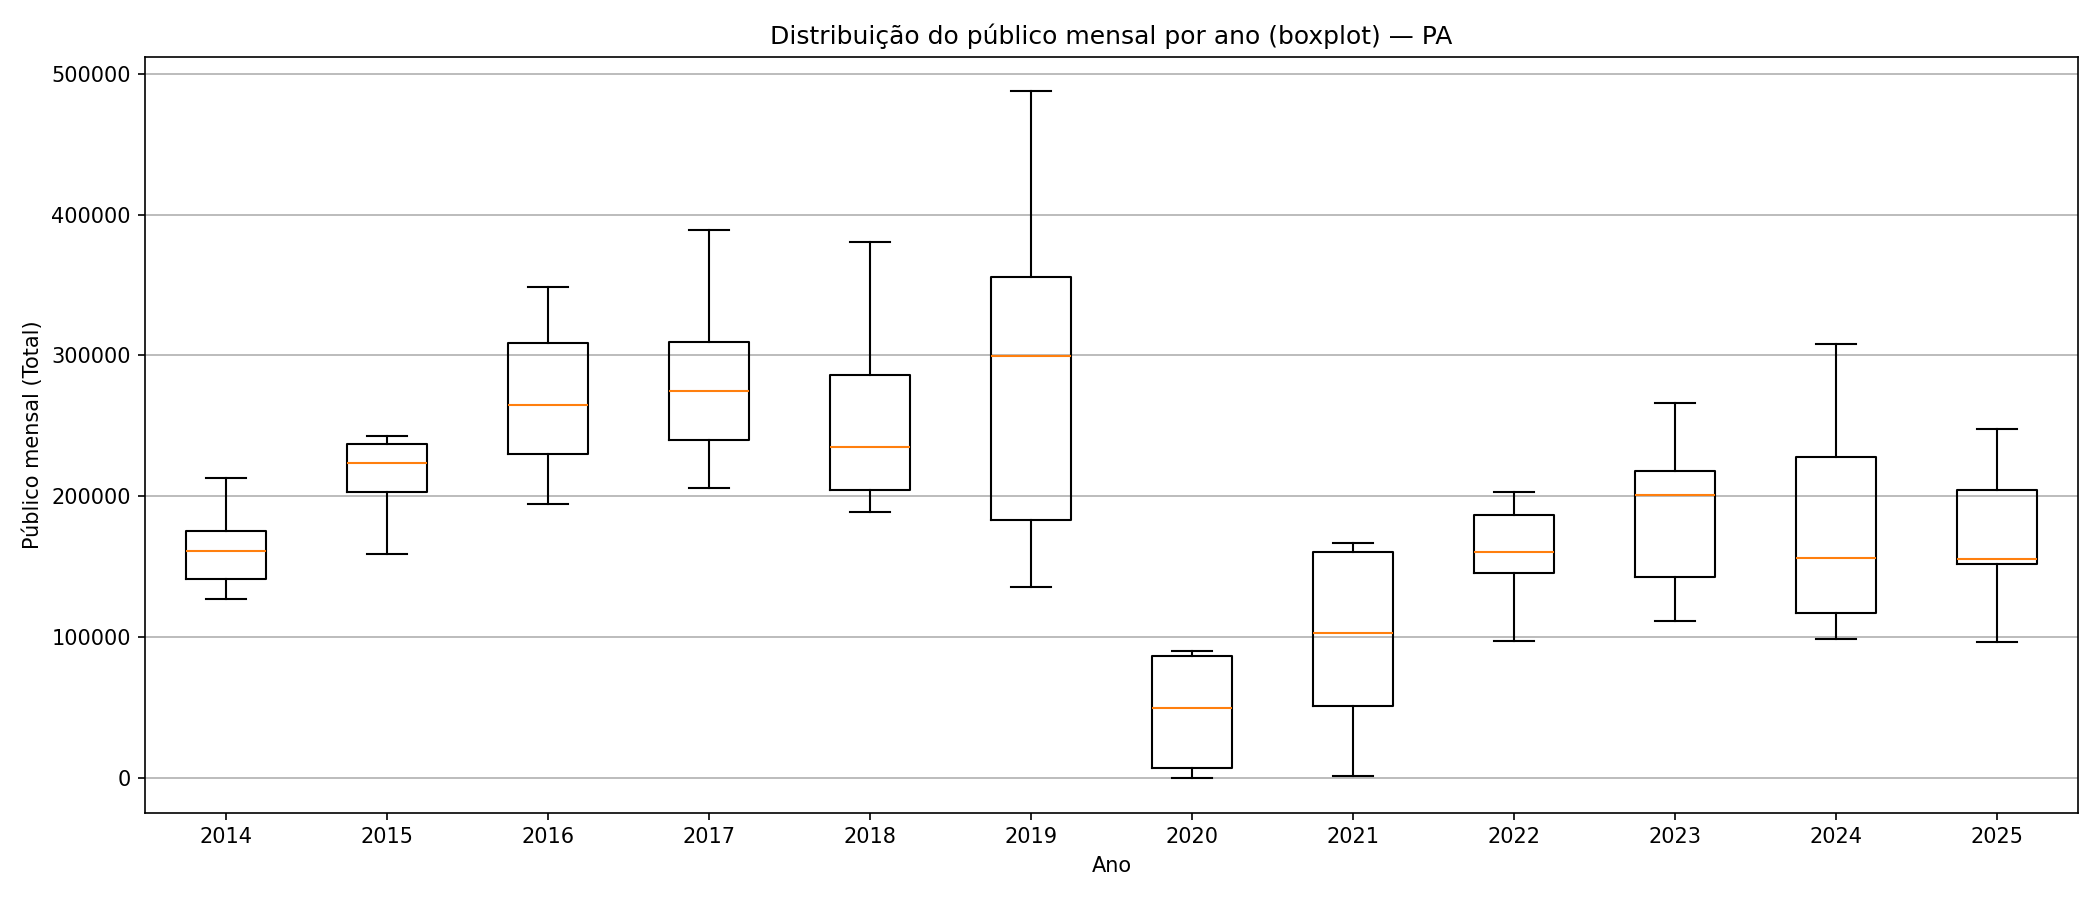 Distribuição do público mensal por ano (boxplot) — PA
Público mensal (Total)
500000
400000
300000
200000
100000
0
2014 2015 2016 2017 2018 2019 2020 2021 2022 2023 2024 2025
Ano